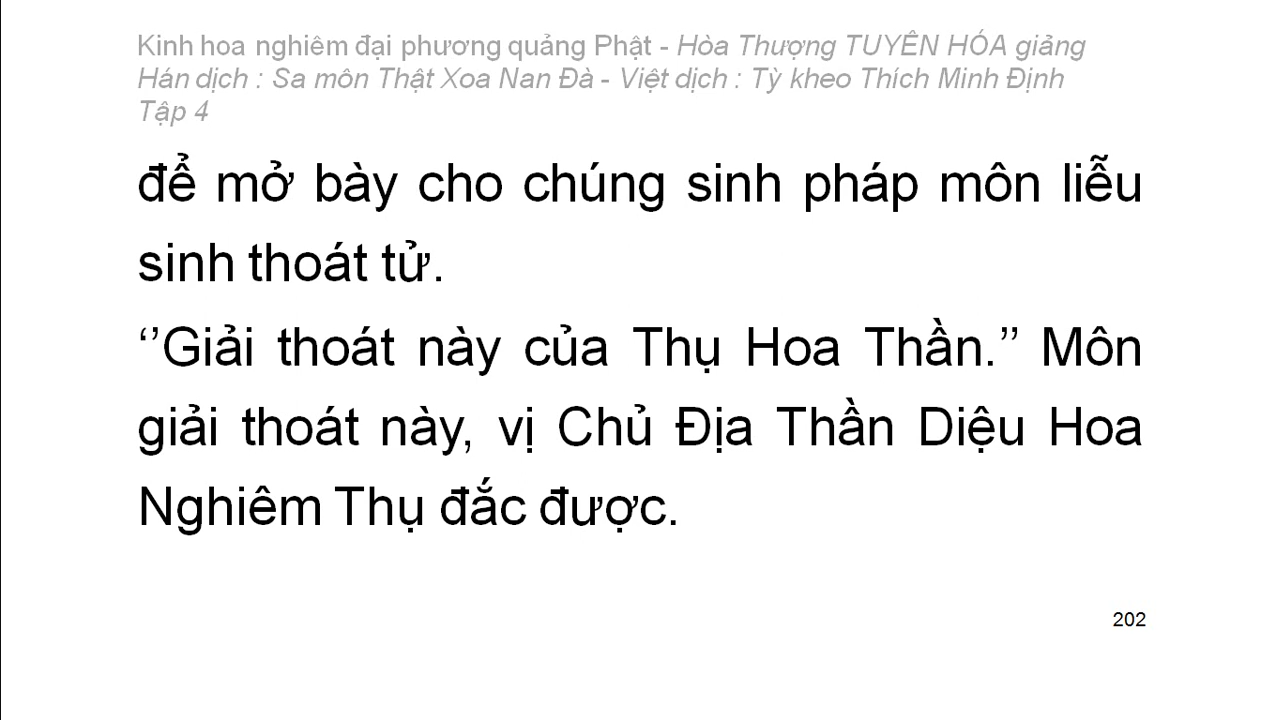 Kinh hoa nghiêm đại phương quảng Phật - Hòa Thượng TUYÊN HÓA giảng
Hán dịch : Sa môn Thật Xoa Nan Đà - Việt dịch : Tỳ kheo Thích Minh Định
Tập 4
để mở bày cho chúng sinh pháp môn liễu
sinh thoát tử.
‘’Giải thoát này của Thụ Hoa Thần.’’ Môn
giải thoát này, vị Chủ Địa Thần Diệu Hoa
Nghiêm Thụ đắc được.
202